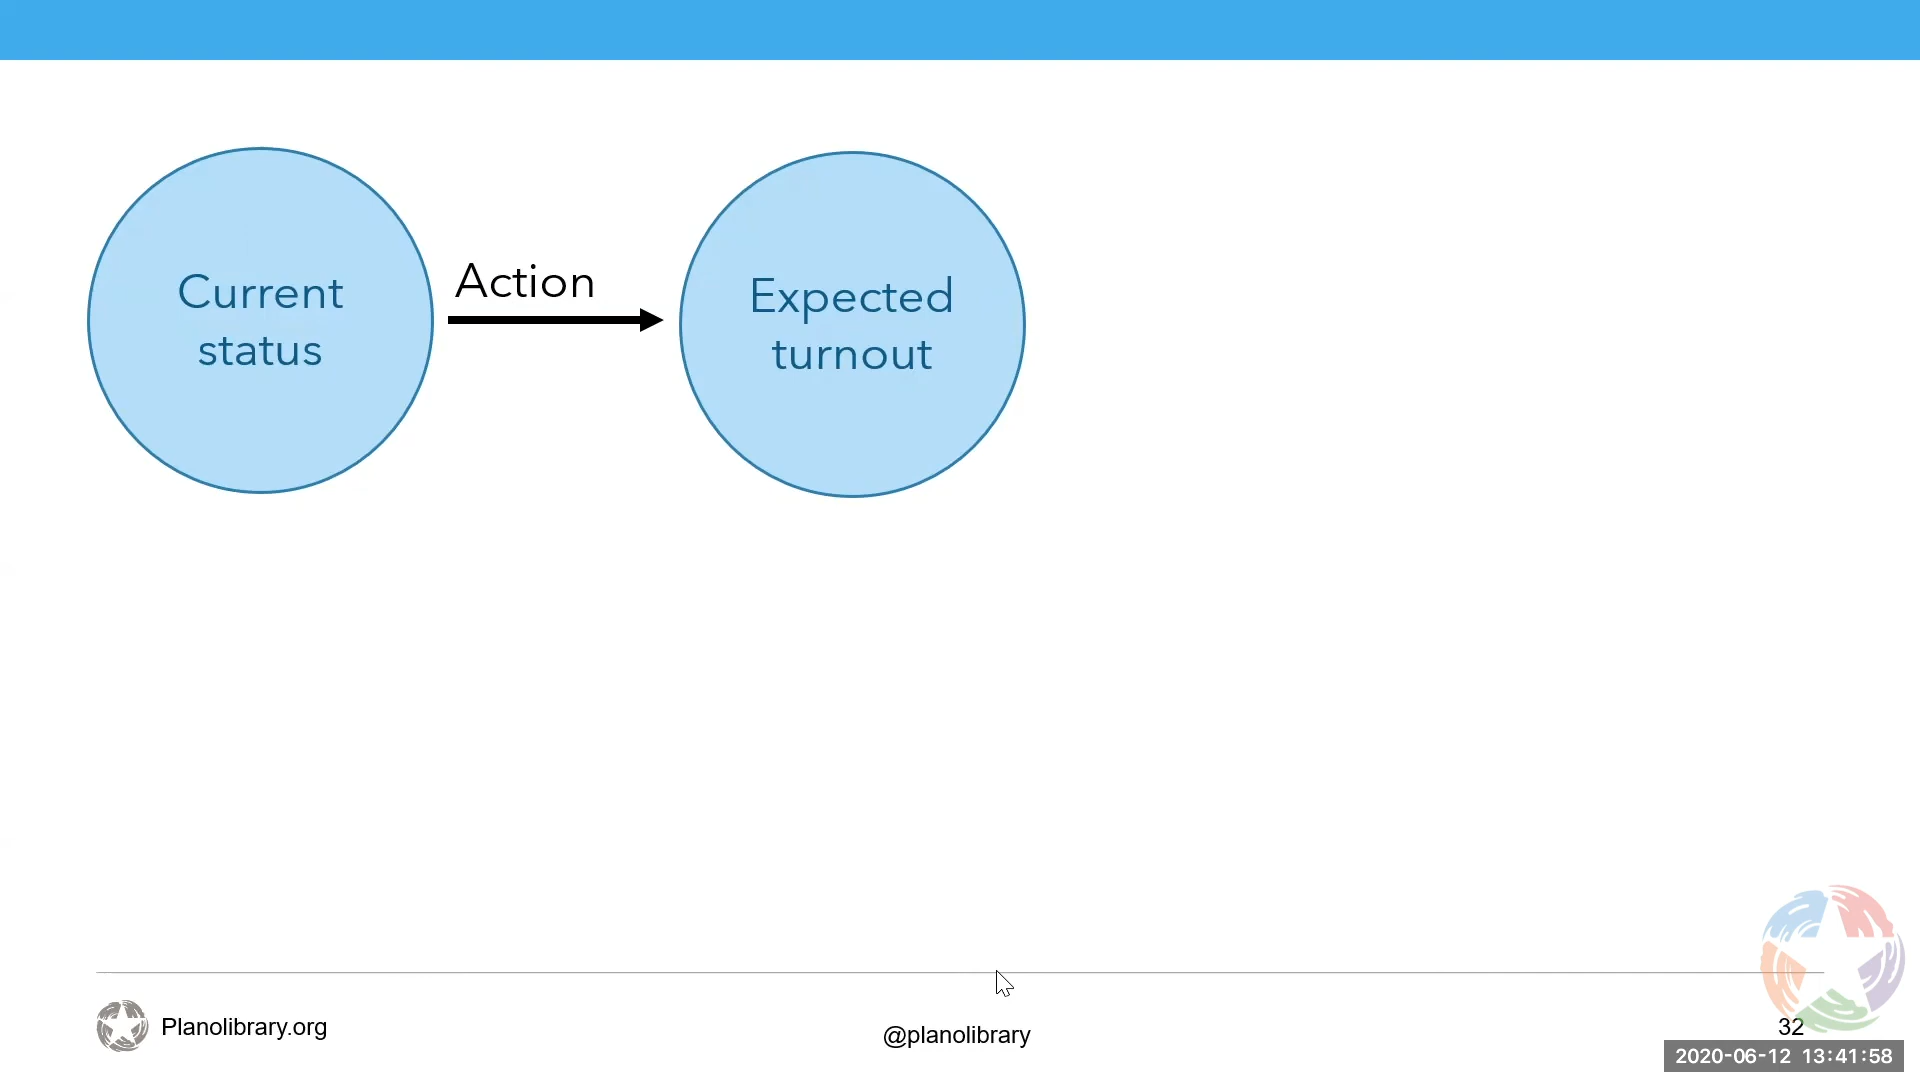 Current
status
Action
Expected
turnout
Planolibrary.org
@planolibrary
32
2020-06-12 13:41:58